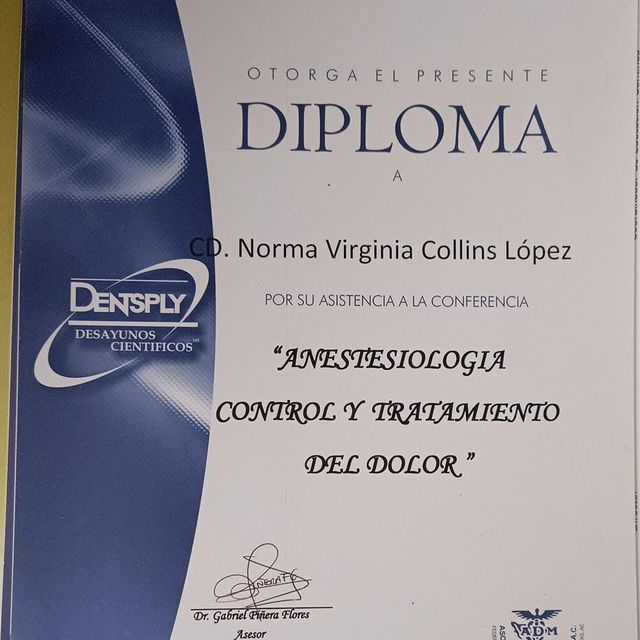 OTORGA EL PRESENTE
DIPLOMA
A
CD. Norma Virginia Collins López
POR SU ASISTENCIA A LA CONFERENCIA
DENTSPLY
DESAYUNOS
CIENTIFICOS
“ANESTESIOLOGIA
CONTROL Y TRATAMIENTO
DEL DOLOR”
Dr. Gabriel Piñera Flores
Asesor
ADM